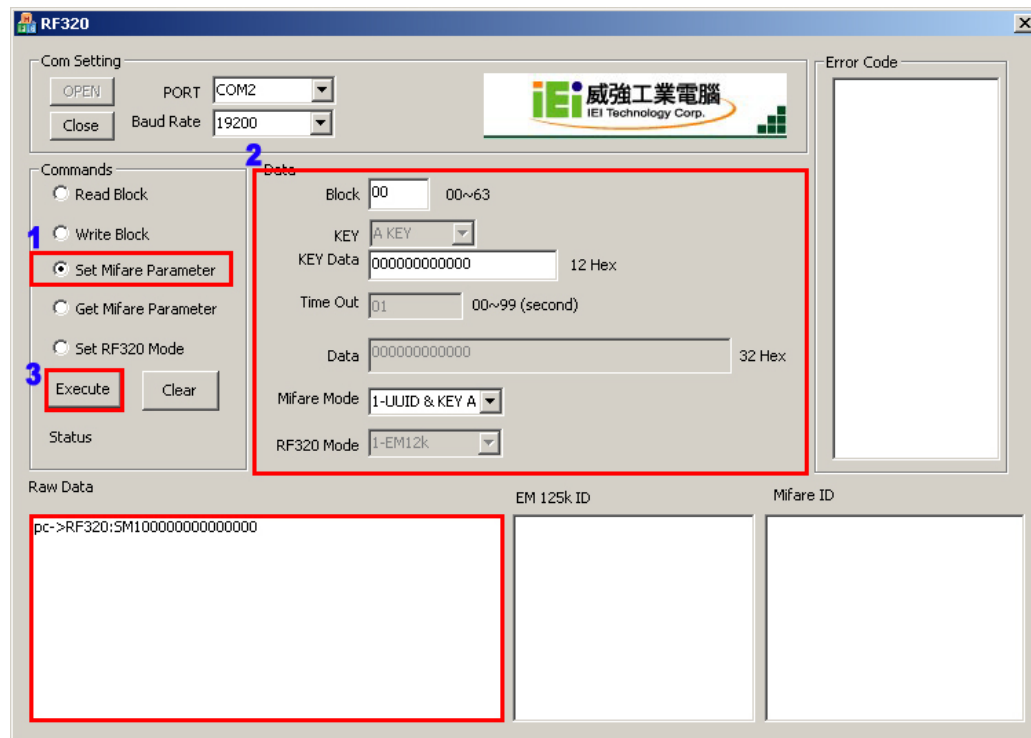 RF320
Com Setting
OPEN
PORT
COM2
Close
Baud Rate
19200
威強工業電腦
IEI Technology Corp.
Error Code
Commands
Read Block
1
Write Block
Set Mifare Parameter
Get Mifare Parameter
Set RF320 Mode
3
Execute
Clear
Status
2
Data
Block
00
00~63
KEY
A KEY
KEY Data
000000000000
12 Hex
Time Out
01
00~99 (second)
Data
000000000000
32 Hex
Mifare Mode
1-UUID & KEY A
RF320 Mode
1-EM12k
Raw Data
pc->RF320:SM100000000000000
EM 125k ID
Mifare ID